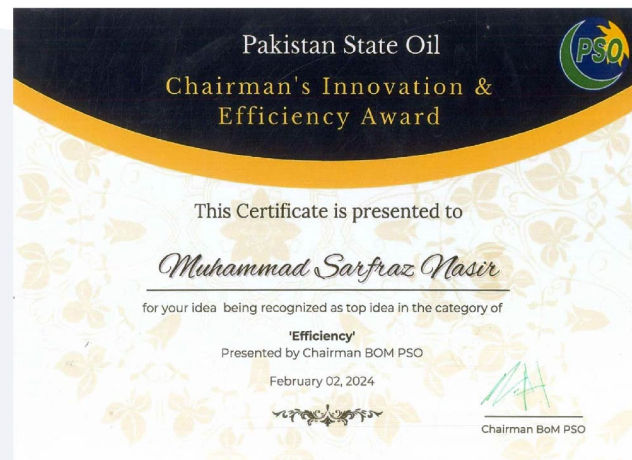 Pakistan State Oil
PSO
Chairman's Innovation &
Efficiency Award
This Certificate is presented to
Muhammad Sarfraz Nasir
for your idea being recognized as top idea in the category of
'Efficiency'
Presented by Chairman BOM PSO
February 02, 2024
Chairman BoM PSO